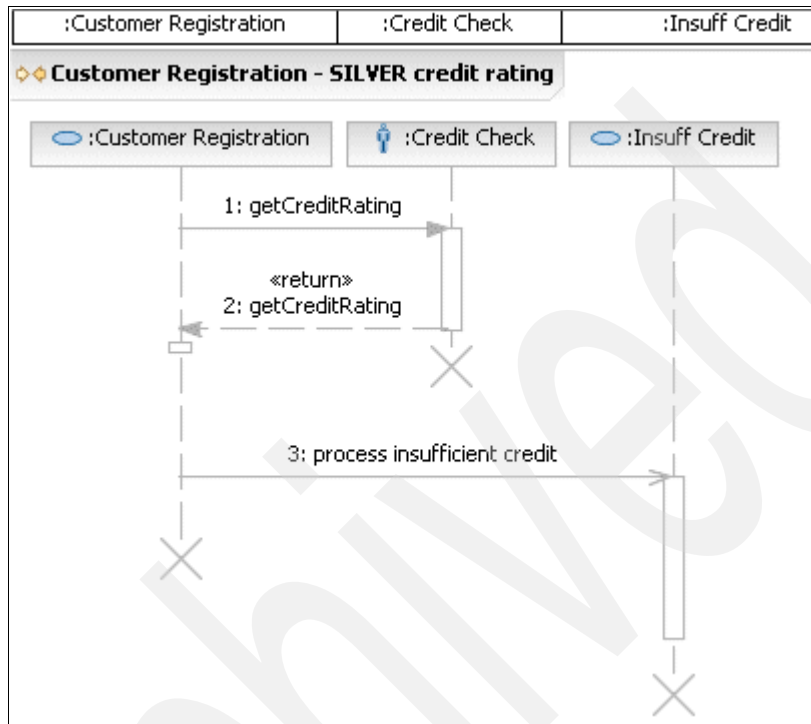 :Customer Registration
:Credit Check
:Insuff Credit
Customer Registration - SILVER credit rating
:Customer Registration
:Credit Check
:Insuff Credit
1: getCreditRating
«return»
2: getCreditRating
3: process insufficient credit